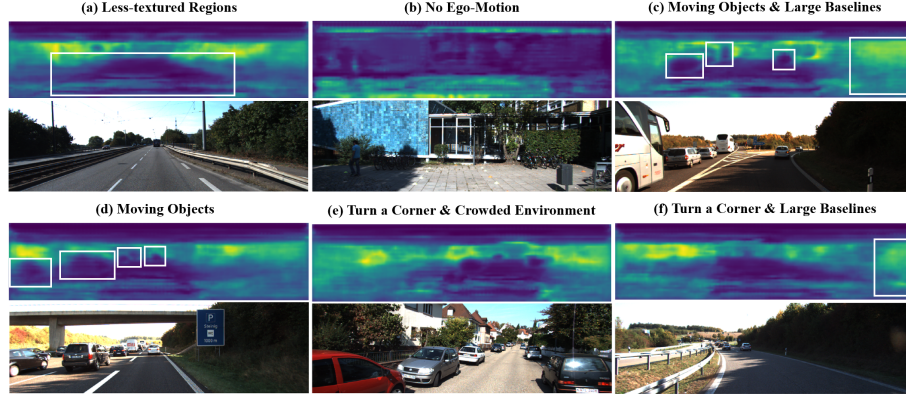 (a) Less-textured Regions
(b) No Ego-Motion
(c) Moving Objects & Large Baselines
(d) Moving Objects
(e) Turn a Corner & Crowded Environment
(f) Turn a Corner & Large Baselines
P